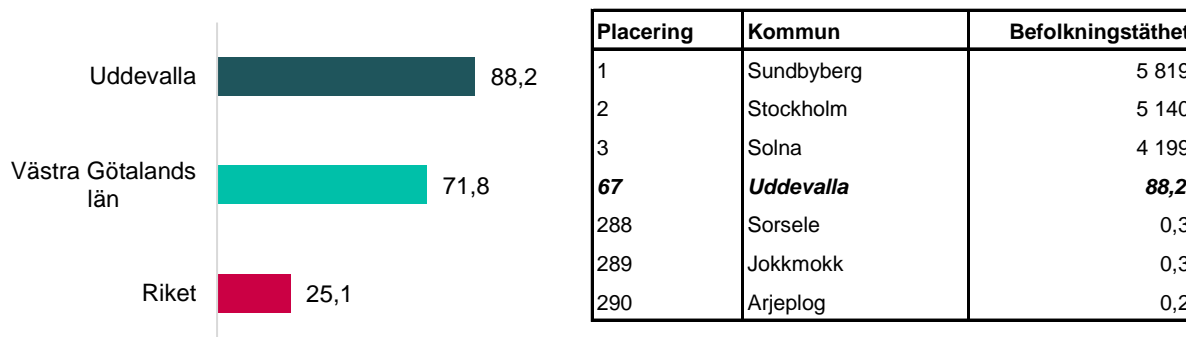 Uddevalla 88,2
Västra Götalands
län 71,8
Riket 25,1
Placering Kommun Befolkningstäthet
1 Sundbyberg 5 819
2 Stockholm 5 140
3 Solna 4 199
67 Uddevalla 88,2
288 Sorsele 0,3
289 Jokkmokk 0,3
290 Arjeplog 0,2